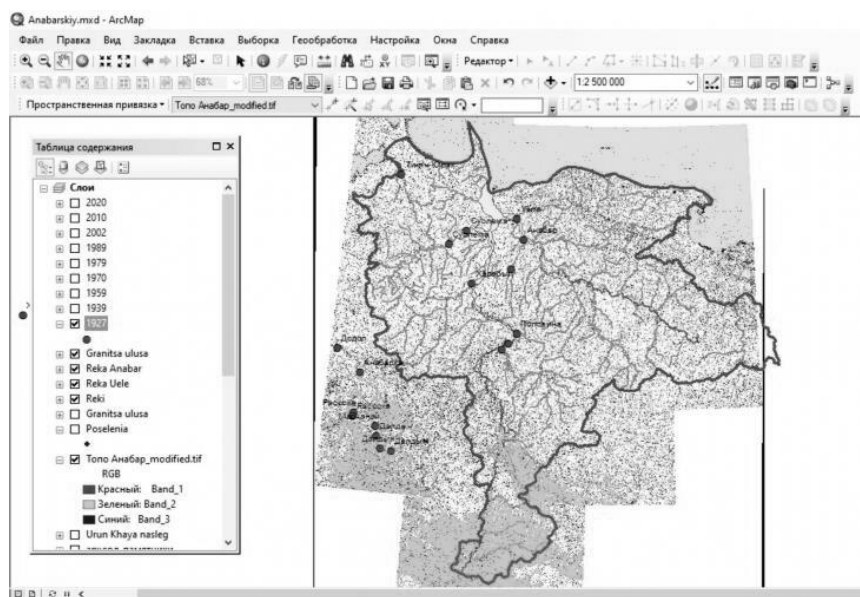 Anabarskiy.mxd - ArcMap
Файл Правка Вид Закладка Вставка Выборка Геообработка Настройка Окна Справка
Редактор
68%
1:2 500 000
Пространственная привязка
Топо Анабар_modified.tif
Таблица содержания
Слои
2020
2010
2002
1989
1979
1970
1959
1939
1927
Granitsa ulusa
Reka Anabar
Reka Uele
Reki
Granitsa ulusa
Poselenia
Топо Анабар_modified.tif
RGB
Красный: Band_1
Зеленый: Band_2
Синий: Band_3
Urun Khaya nasleg
Анабар
Харабыл
Попигай